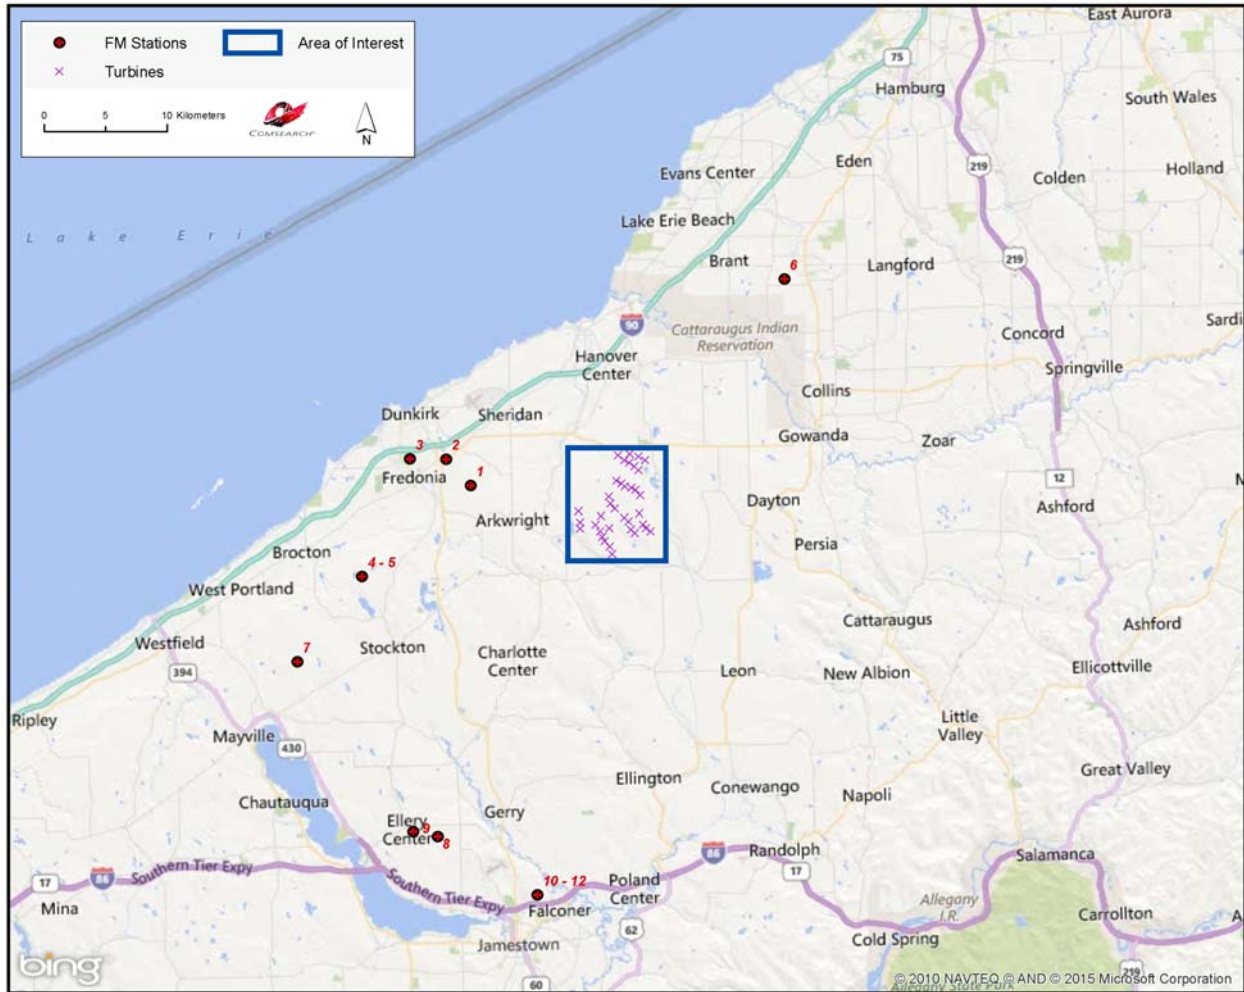 FM Stations
Area of Interest
Turbines
0 5 10 Kilometers
COMSEARCH
N
East Aurora
75
Hamburg
South Wales
Eden
Evans Center
219
Colden
Holland
Lake Erie Beach
Lake Erie
Brant
6
Langford
219
90
Cattaraugus Indian
Reservation
Concord
Sardi
Hanover
Center
Springville
Collins
Dunkirk
Sheridan
Gowanda
Zoar
3
2
Fredonia
1
12
Dayton
Ashford
Arkwright
Persia
Brocton
4 - 5
West Portland
Cattaraugus
Ashford
Westfield
Stockton
Charlotte
Center
7
394
Leon
New Albion
Ellicottville
Ripley
Little
Valley
Mayville
430
Great Valley
Ellington
Conewango
Napoli
Chautauqua
Gerry
Ellery
Center
9
8
86
Randolph
Salamanca
17
86
Southern Tier Expy
Southern Tier Expy
10 - 12
Poland
Center
17
Mina
Falconer
Allegany
I.R.
Carrollton
A
62
Jamestown
Cold Spring
bing
60
219
Allegany State Park
© 2010 NAVTEQ © AND © 2015 Microsoft Corporation